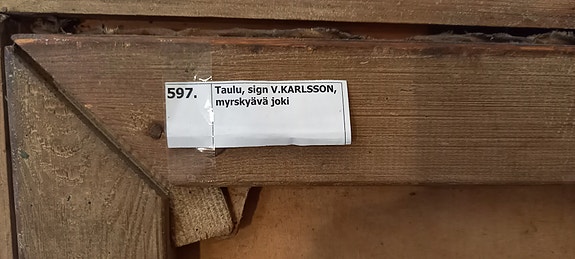 597. Taulu, sign V.KARLSSON,
myrskyävä joki